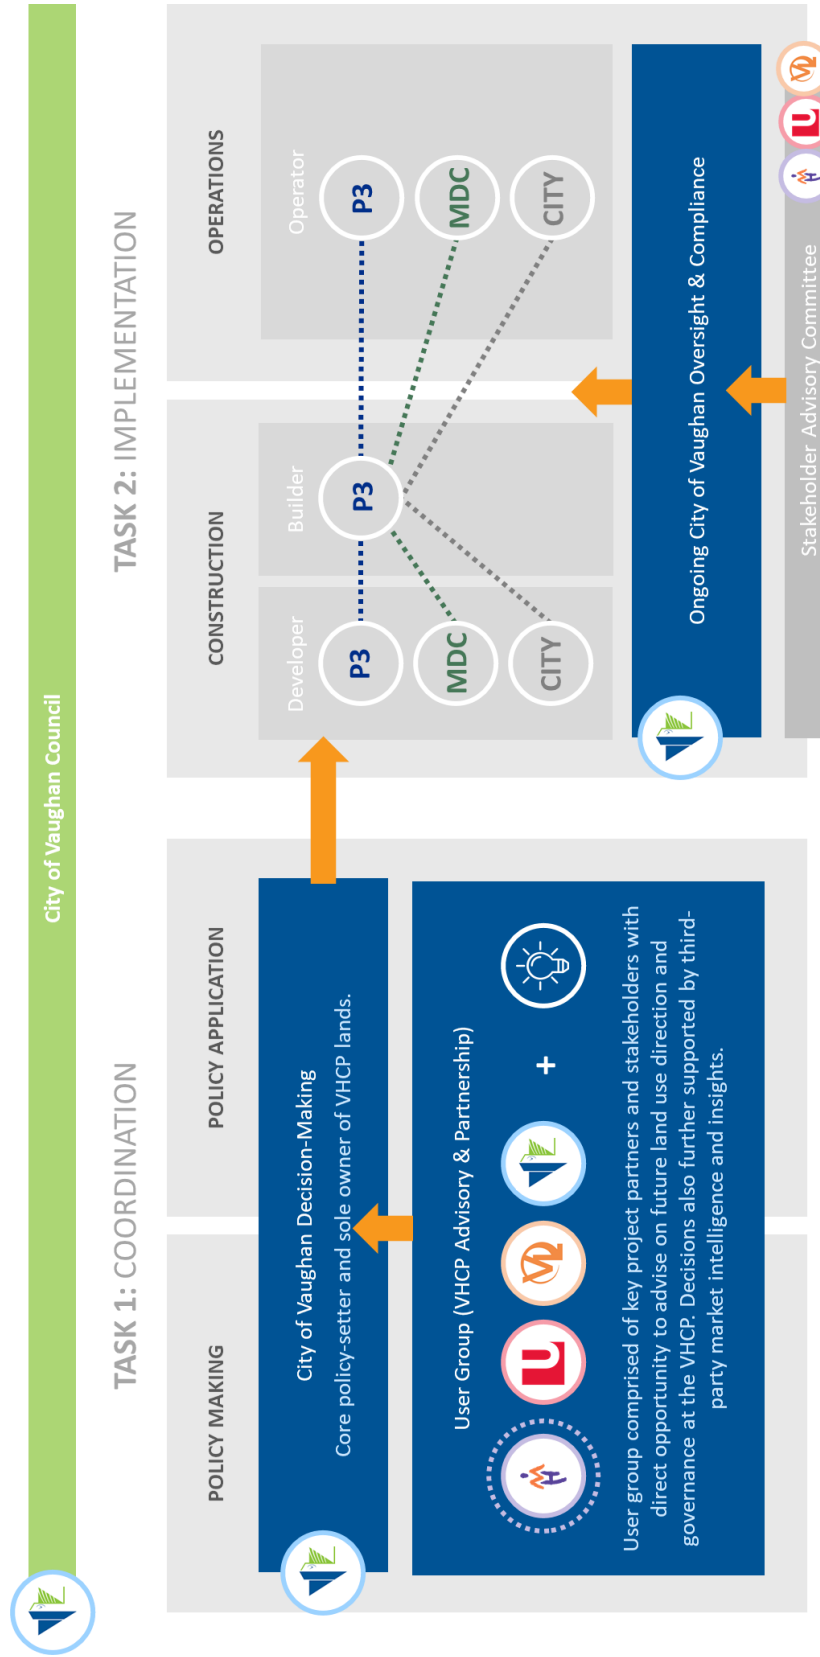 City of Vaughan Council
TASK 1: COORDINATION
TASK 2: IMPLEMENTATION
POLICY MAKING
POLICY APPLICATION
City of Vaughan Decision-Making
Core policy-setter and sole owner of VHCP lands.
User Group (VHCP Advisory & Partnership)
+
User group comprised of key project partners and stakeholders with
direct opportunity to advise on future land use direction and
governance at the VHCP. Decisions also further supported by third-
party market intelligence and insights.
CONSTRUCTION
OPERATIONS
Developer
Builder
Operator
P3
P3
P3
MDC
MDC
CITY
CITY
Ongoing City of Vaughan Oversight & Compliance
Stakeholder Advisory Committee